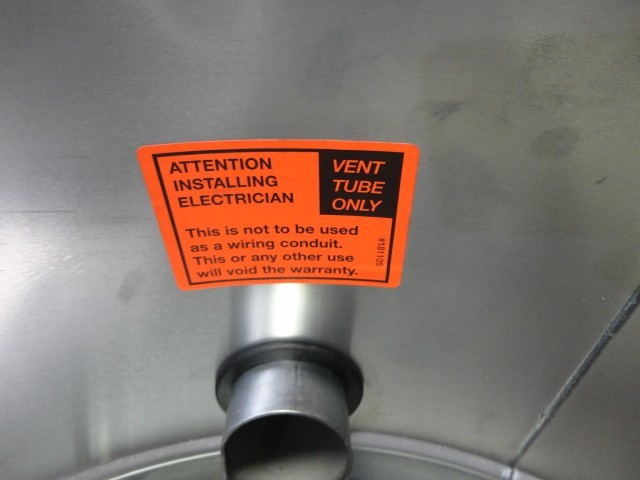 ATTENTION
INSTALLING
ELECTRICIAN
VENT
TUBE
ONLY
This is not to be used
as a wiring conduit.
This or any other use
will void the warranty.
#181105